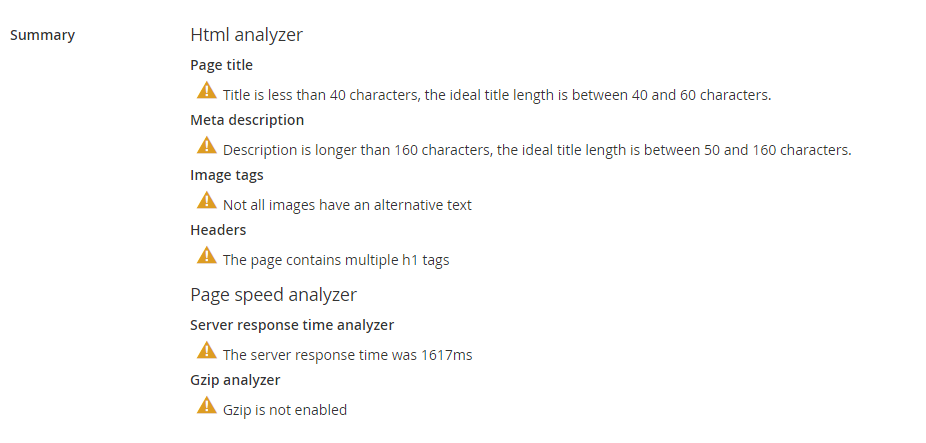 Summary
Html analyzer
Page title
Title is less than 40 characters, the ideal title length is between 40 and 60 characters.
Meta description
Description is longer than 160 characters, the ideal title length is between 50 and 160 characters.
Image tags
Not all images have an alternative text
Headers
The page contains multiple h1 tags
Page speed analyzer
Server response time analyzer
The server response time was 1617ms
Gzip analyzer
Gzip is not enabled